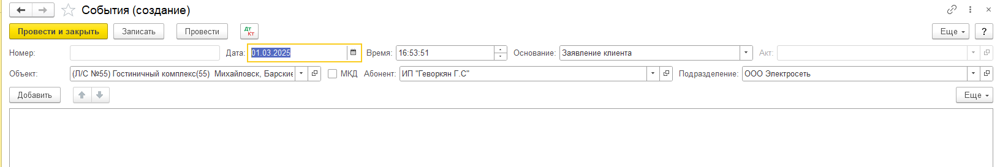 События (создание)
Провести и закрыть Записать Провести Дт Кт Еще ?
Номер: Дата: 01.03.2025 Время: 16:53:51 Основание: Заявление клиента Акт:
Объект: (Л/С №55) Гостиничный комплекс(55) Михайловск, Барские МКД Абонент: ИП "Геворкян Г.С" Подразделение: ООО Электросеть
Добавить Еще